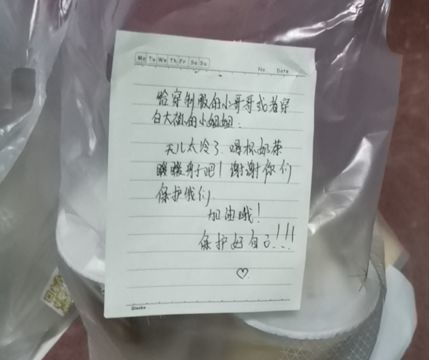 Mo Tu We Th Fr Sa Su
No. Date
给穿制服的小哥哥或者穿
白大褂的小姐姐:
天儿太冷了 喝杯奶茶
暖暖身子吧!谢谢你们
保护我们.
加油哦!
保护好自己!!!
♡